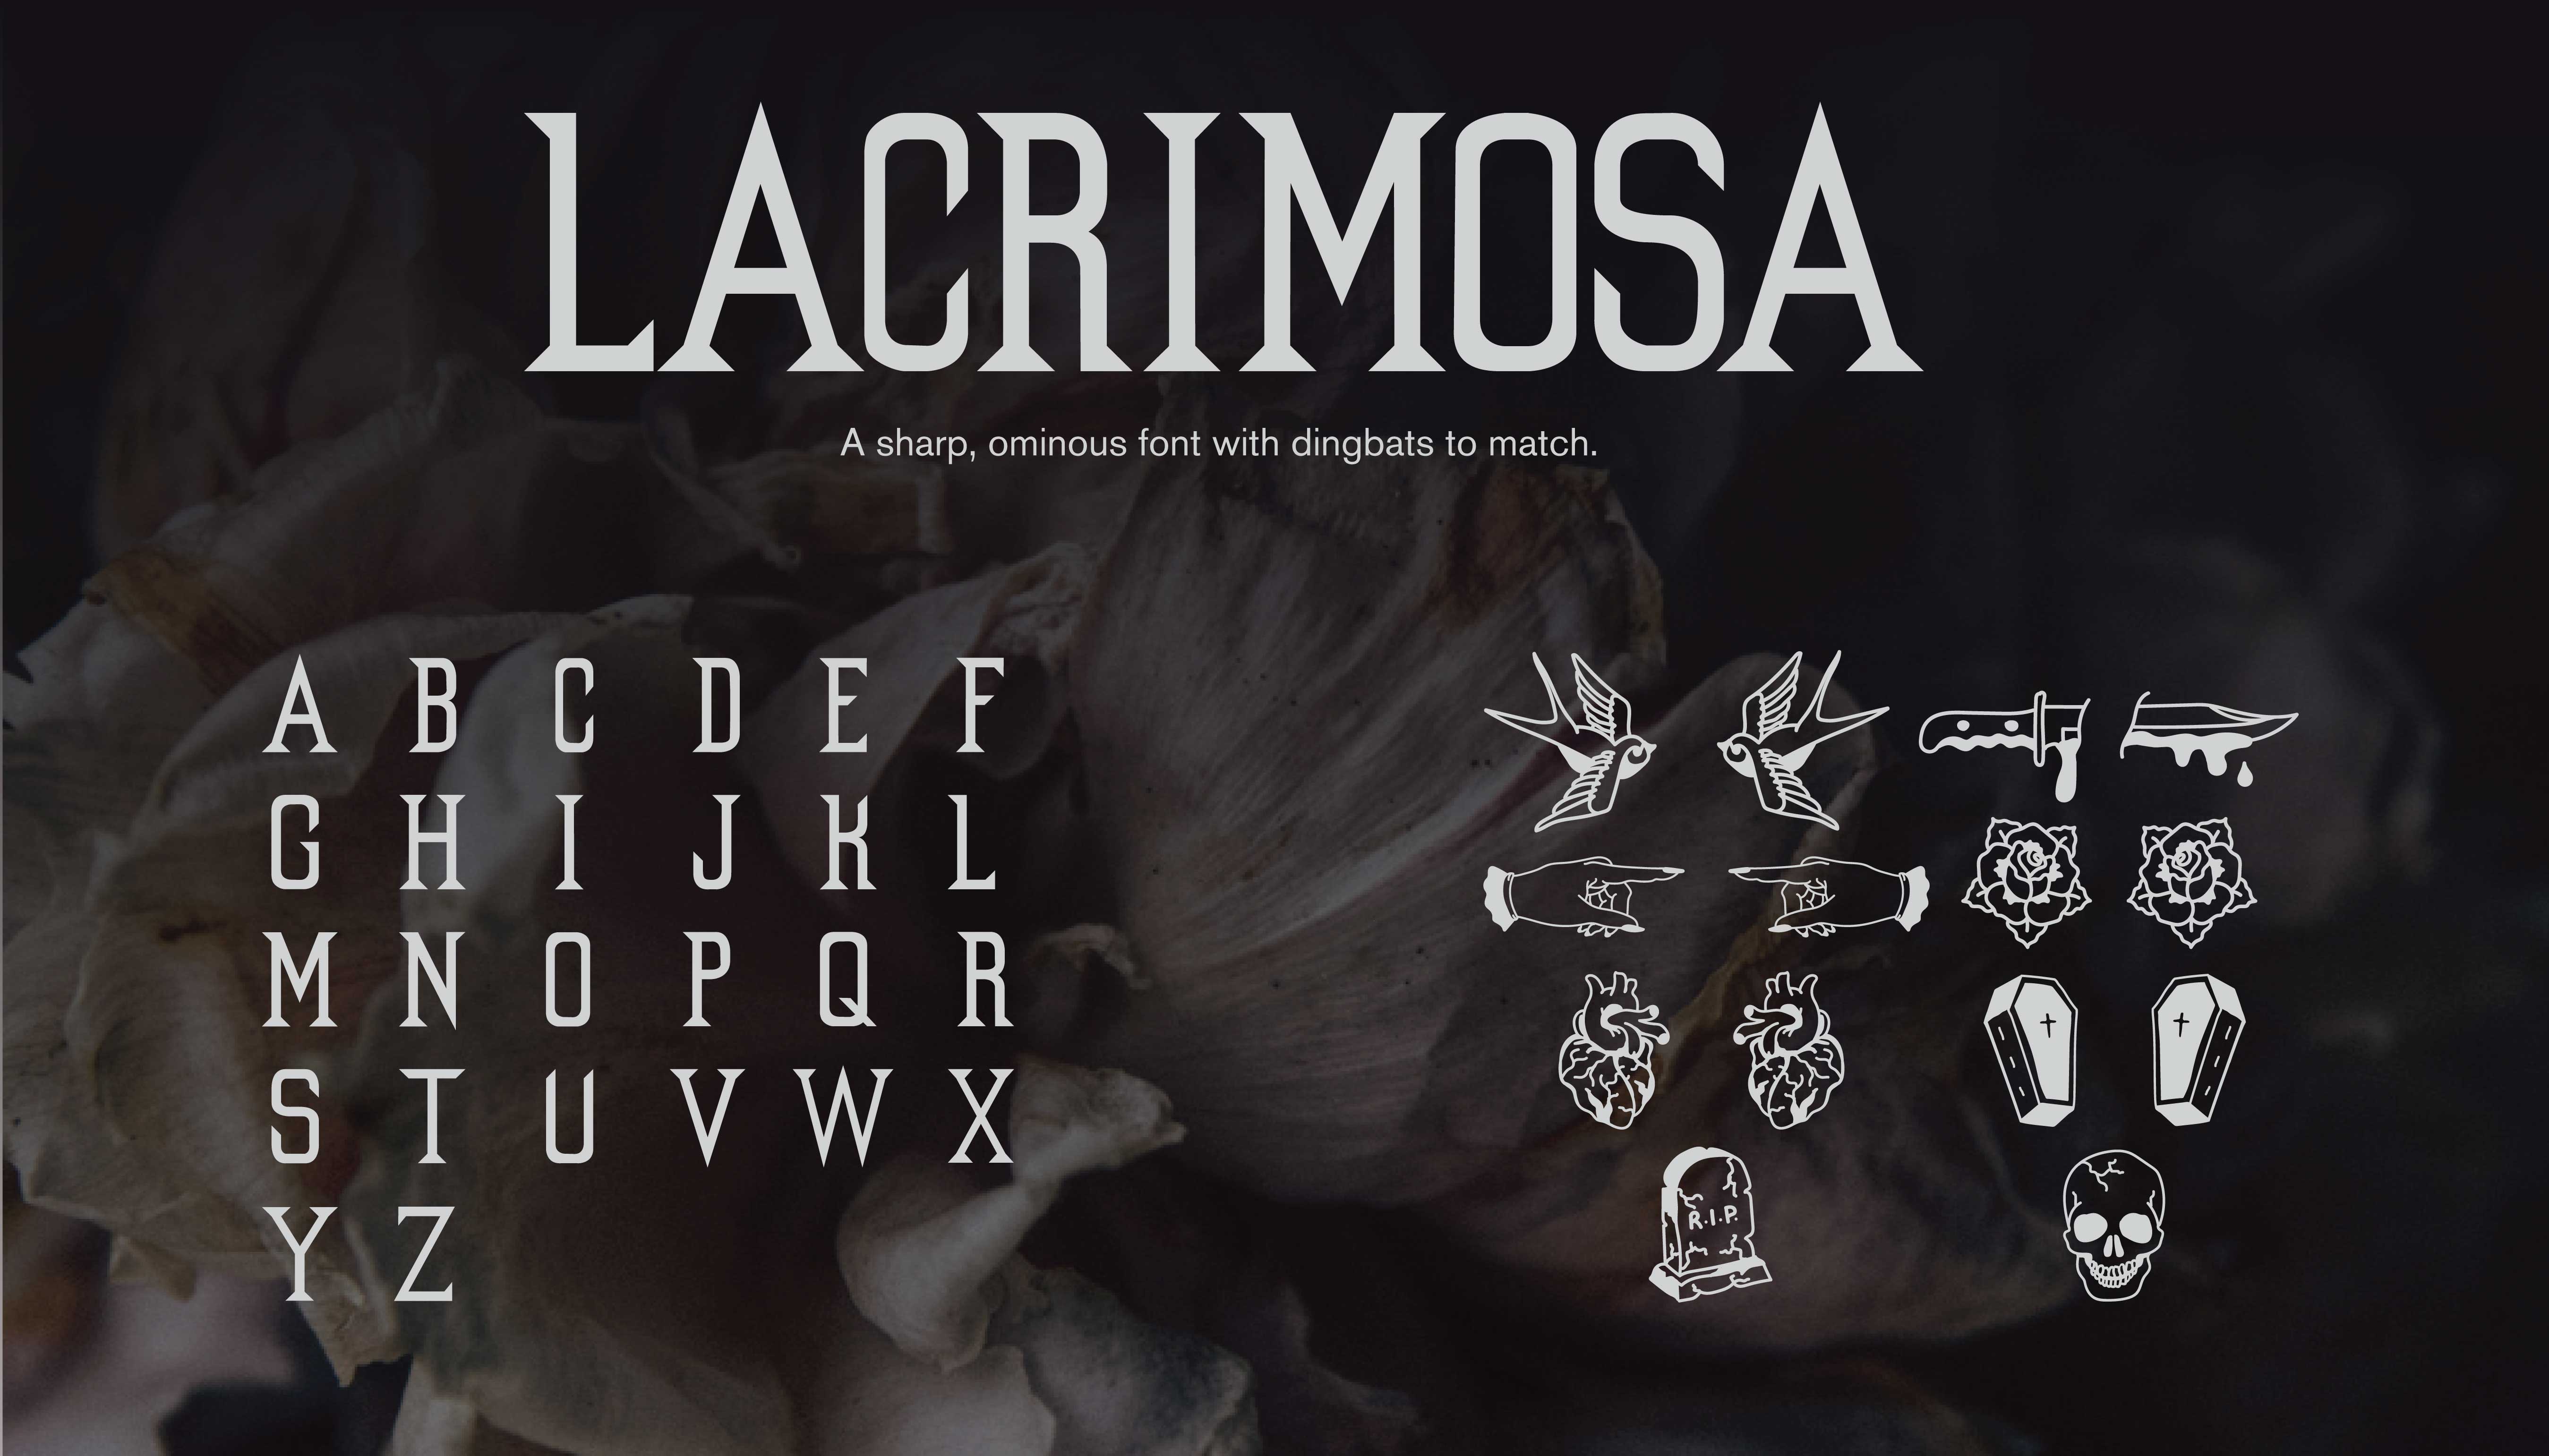 LACRIMOSA
A sharp, ominous font with dingbats to match.
A B C D E F
G H I J K L
M N O P Q R
S T U V W X
Y Z
R.I.P.